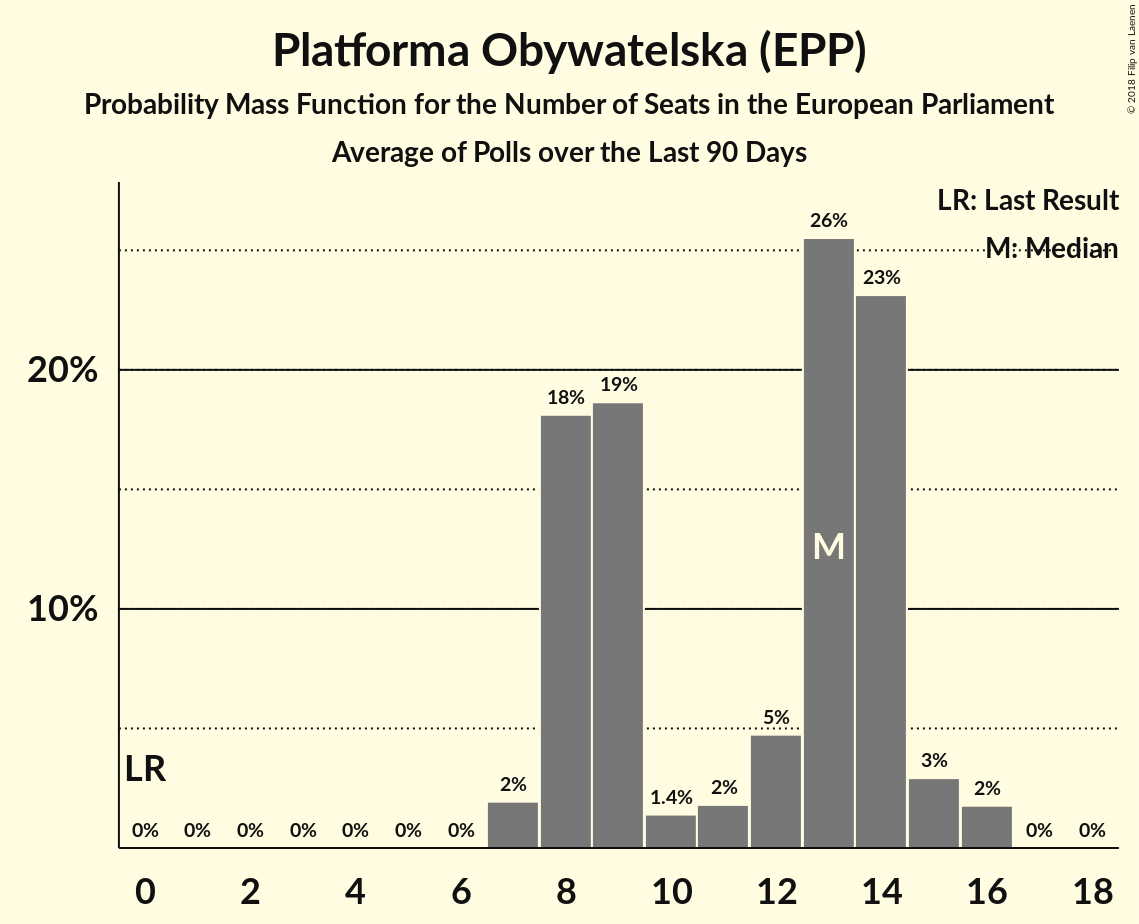 Platforma Obywatelska (EPP)
Probability Mass Function for the Number of Seats in the European Parliament
Average of Polls over the Last 90 Days
© 2018 Filip van Laenen
LR: Last Result
M: Median
26%
23%
20%
19%
18%
M
10%
5%
LR
3%
2%
1.4%
2%
2%
0% 0% 0% 0% 0% 0% 0% 0% 0%
0 2 4 6 8 10 12 14 16 18